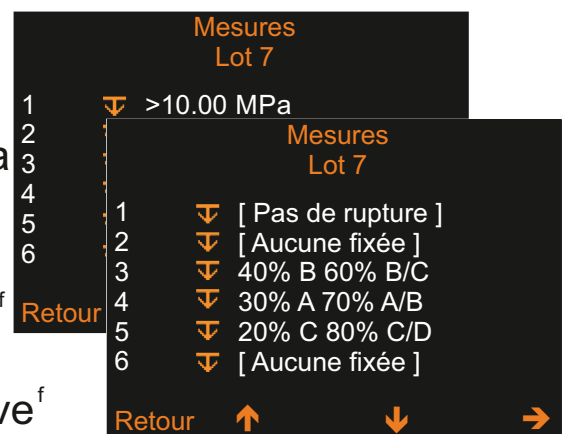 Mesures
Lot 7
1 >10.00 MPa
2
3
4
5
6
Retour
Mesures
Lot 7
1 [ Pas de rupture ]
2 [ Aucune fixée ]
3 40% B 60% B/C
4 30% A 70% A/B
5 20% C 80% C/D
6 [ Aucune fixée ]
Retour
a
f
ve f